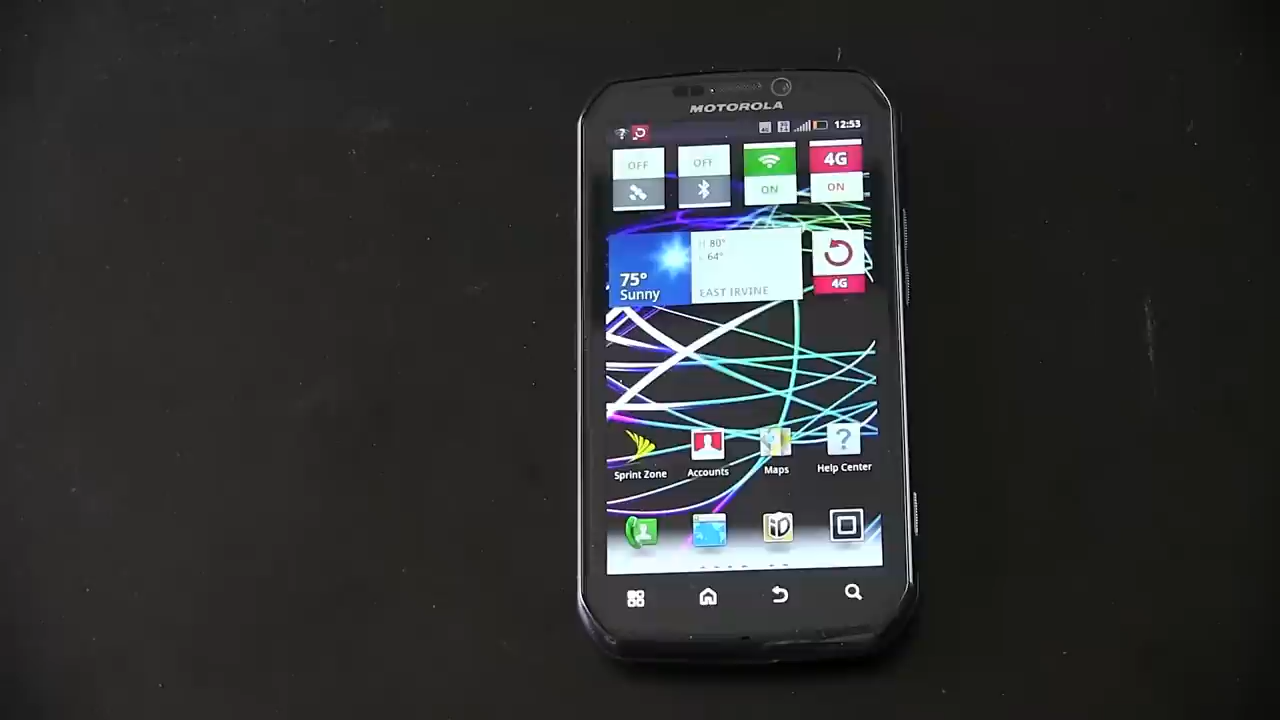 MOTOROLA
12:53
OFF
OFF
4G
ON
ON
H 80°
L 64°
75°
Sunny
EAST IRVINE
4G
Sprint Zone
Accounts
Maps
Help Center
iD